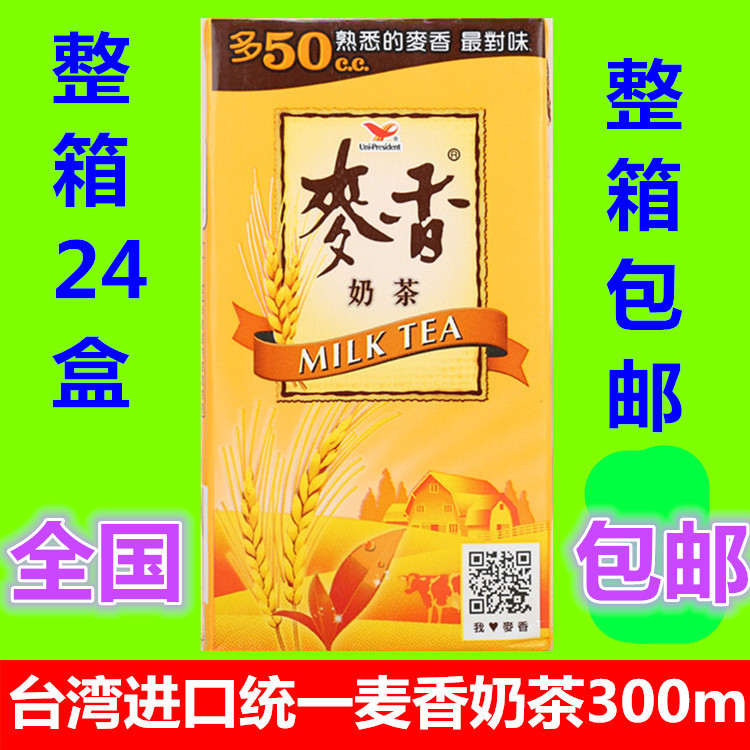 多50c.c. 熟悉的麥香 最對味
整箱24盒
整箱包邮
Uni-President
®
麥香
奶茶
MILK TEA
全国
包邮
我♥麥香
台湾进口统一麦香奶茶300m